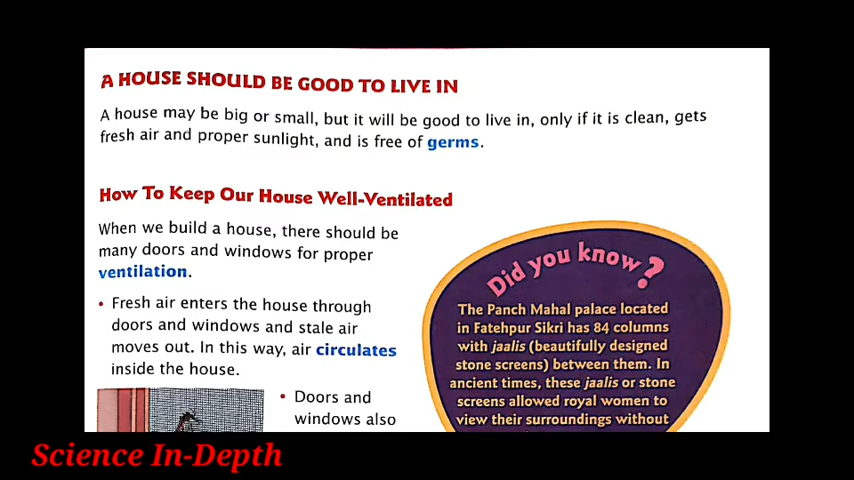 A HOUSE SHOULD BE GOOD TO LIVE IN
A house may be big or small, but it will be good to live in, only if it is clean, gets
fresh air and proper sunlight, and is free of germs.
How To Keep Our House Well-Ventilated
When we build a house, there should be
many doors and windows for proper
ventilation.
• Fresh air enters the house through
doors and windows and stale air
moves out. In this way, air circulates
inside the house.
• Doors and
windows also
Did you know?
The Panch Mahal palace located
in Fatehpur Sikri has 84 columns
with jaalis (beautifully designed
stone screens) between them. In
ancient times, these jaalis or stone
screens allowed royal women to
view their surroundings without
Science In-Depth